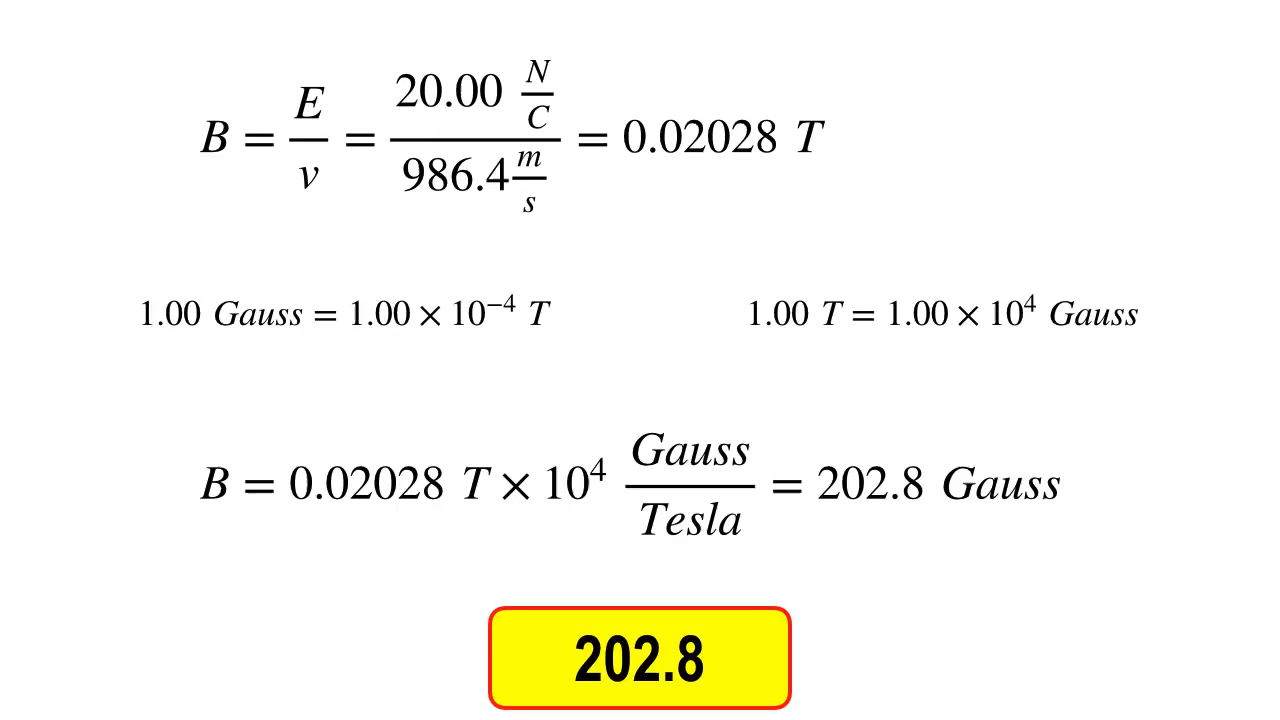 B = E/v = 20.00 N/C / 986.4 m/s = 0.02028 T
1.00 Gauss = 1.00 × 10⁻⁴ T
1.00 T = 1.00 × 10⁴ Gauss
B = 0.02028 T × 10⁴ Gauss/Tesla = 202.8 Gauss
202.8